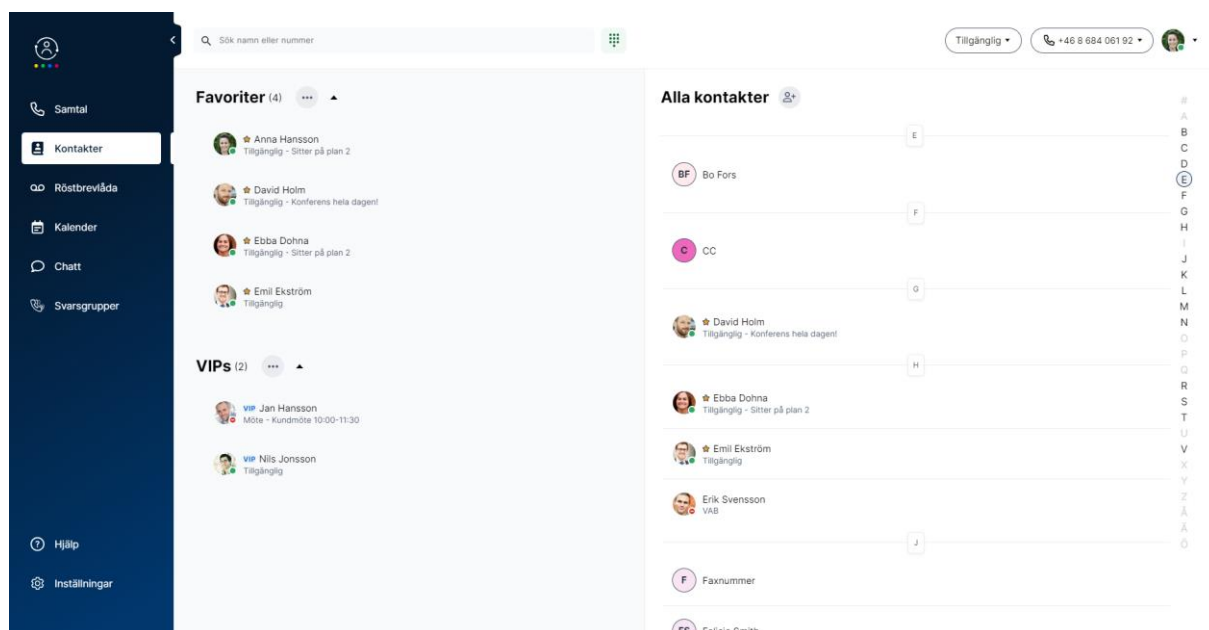 Sök namn eller nummer
Tillgänglig
+46 8 684 061 92
Samtal
Kontakter
Röstbrevlåda
Kalender
Chatt
Svarsgrupper
Hjälp
Inställningar
Favoriter (4)
Anna Hansson
Tillgänglig - Sitter på plan 2
David Holm
Tillgänglig - Konferens hela dagen!
Ebba Dohna
Tillgänglig - Sitter på plan 2
Emil Ekström
Tillgänglig
VIPs (2)
VIP Jan Hansson
Möte - Kundmöte 10:00-11:30
VIP Nils Jonsson
Tillgänglig
Alla kontakter
E
BF Bo Fors
F
C CC
G
David Holm
Tillgänglig - Konferens hela dagen!
H
Ebba Dohna
Tillgänglig - Sitter på plan 2
Emil Ekström
Tillgänglig
Erik Svensson
VAB
J
F Faxnummer
#
A
B
C
D
E
F
G
H
I
J
K
L
M
N
O
P
Q
R
S
T
U
V
X
Y
Z
Å
Ä
Ö